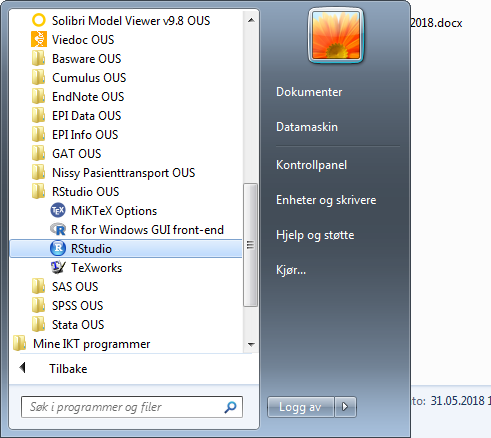 Solibri Model Viewer v9.8 OUS
Viedoc OUS
Basware OUS
Cumulus OUS
EndNote OUS
EPI Data OUS
EPI Info OUS
GAT OUS
Nissy Pasienttransport OUS
RStudio OUS
MiKTeX Options
R for Windows GUI front-end
RStudio
TeXworks
SAS OUS
SPSS OUS
Stata OUS
Mine IKT programmer
Tilbake
Søk i programmer og filer
Dokumenter
Datamaskin
Kontrollpanel
Enheter og skrivere
Hjelp og støtte
Kjør...
Logg av
2018.docx
to: 31.05.2018 1